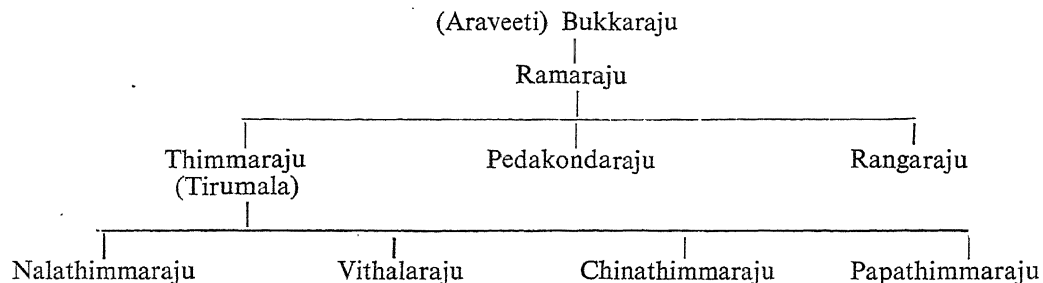 (Araveeti) Bukkaraju
Ramaraju
Thimmaraju Pedakondaraju Rangaraju
(Tirumala)
Nalathimmaraju Vithalaraju Chinathimmaraju Papathimmaraju